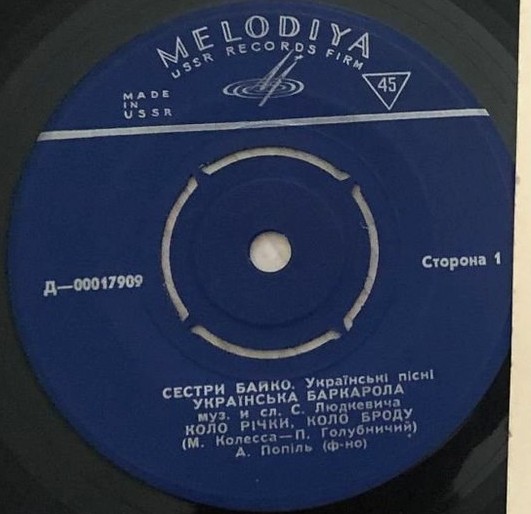 MELODIYA
USSR RECORDS FIRM
45
MADE
IN
USSR
Д—00017909
Сторона 1
СЕСТРИ БАЙКО. Українські пісні
УКРАЇНСЬКА БАРКАРОЛА
муз. и сл. С. Людкевича
КОЛО РІЧКИ, КОЛО БРОДУ
(М. Колесса—П. Голубничий)
А. Попіль (ф-но)